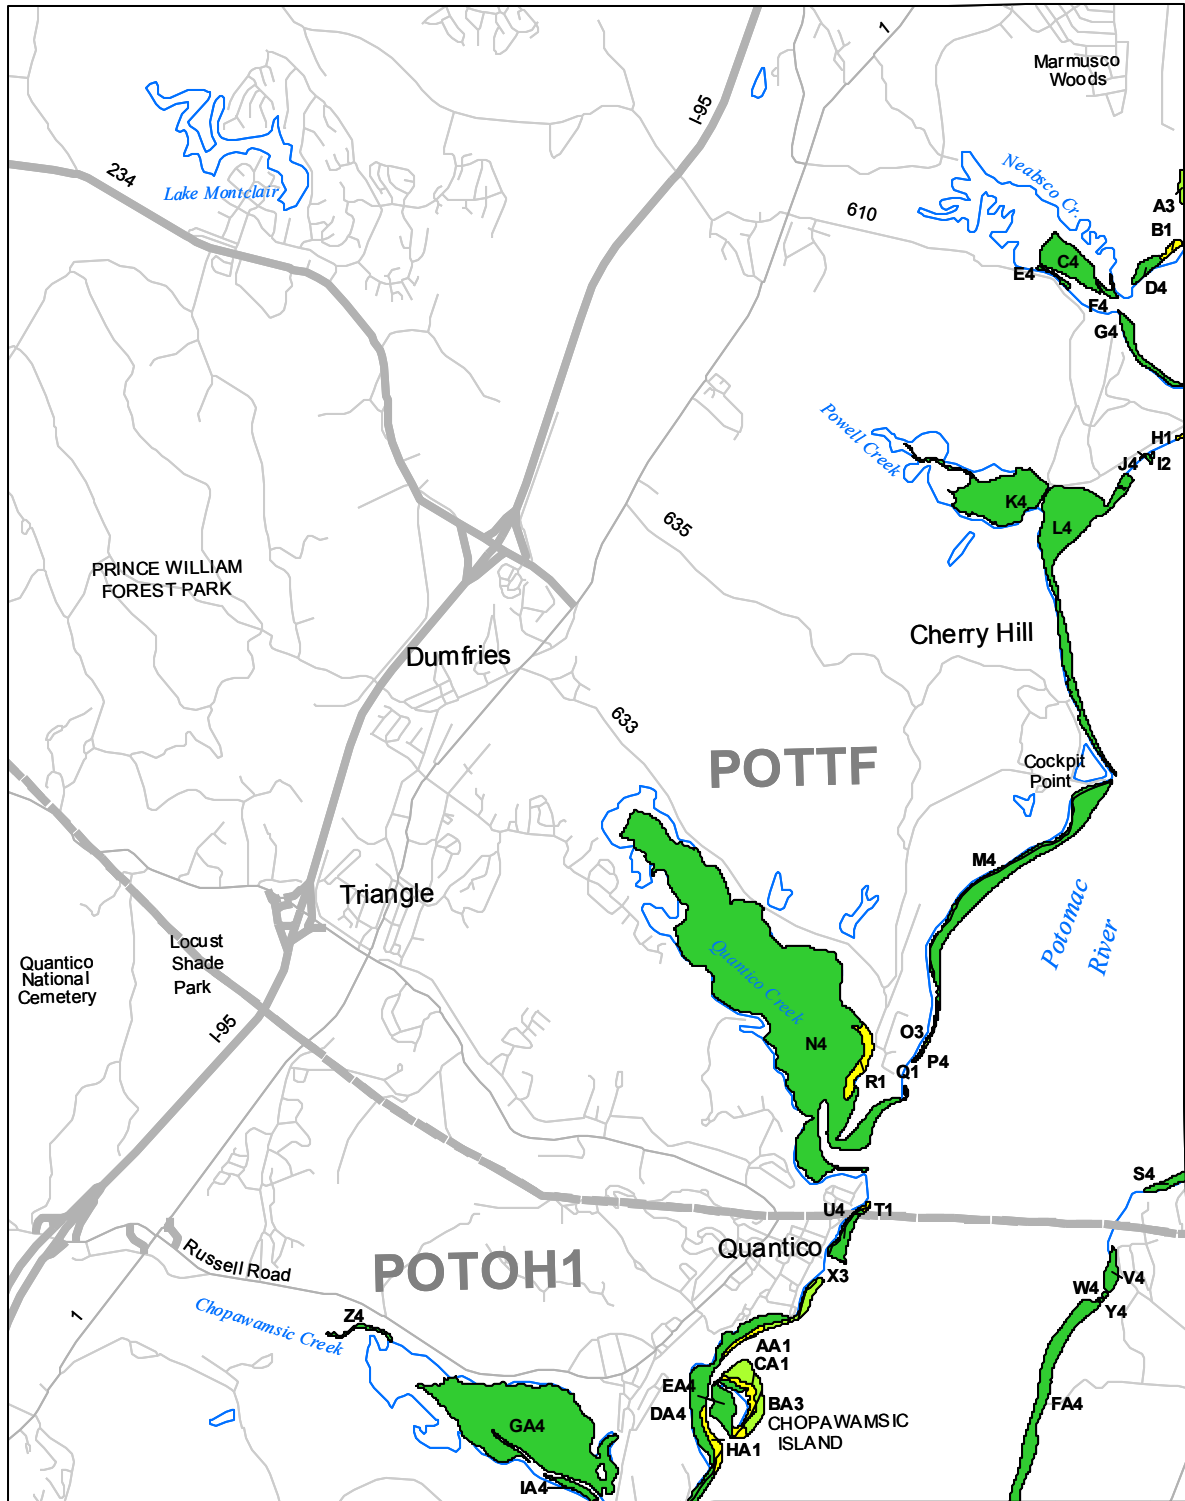 1
Marmusco
Woods
I-95
234
Lake Montclair
Neabsco Cr.
610
A3
B1
C4
E4
D4
F4
G4
Powell Creek
H1
J4
I2
K4
L4
635
PRINCE WILLIAM
FOREST PARK
Cherry Hill
Dumfries
633
POTTF
Cockpit
Point
M4
Triangle
Potomac
River
Locust
Shade
Park
Quantico
National
Cemetery
Quantico Creek
I-95
N4
O3
P4
Q1
R1
S4
U4
T1
Quantico
Russell Road
POTOH1
X3
V4
W4
Y4
Chopawamsic Creek
Z4
1
AA1
CA1
EA4
DA4
BA3
CHOPAWAMSIC
ISLAND
FA4
GA4
HA1
IA4